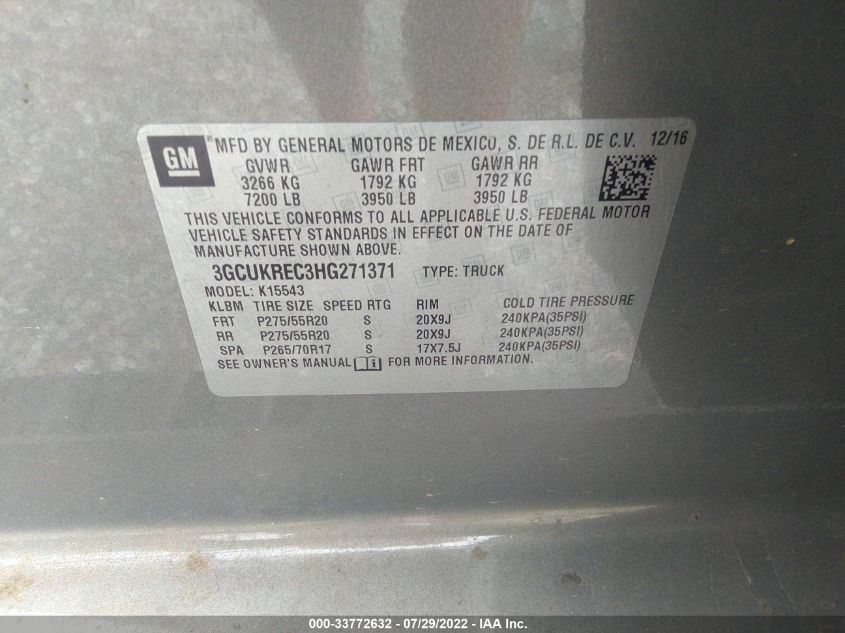 GM ® MFD BY GENERAL MOTORS DE MEXICO, S. DE R.L. DE C.V. 12/16
GVWR GAWR FRT GAWR RR
3266 KG 1792 KG 1792 KG
7200 LB 3950 LB 3950 LB
THIS VEHICLE CONFORMS TO ALL APPLICABLE U.S. FEDERAL MOTOR
VEHICLE SAFETY STANDARDS IN EFFECT ON THE DATE OF
MANUFACTURE SHOWN ABOVE.
3GCUKREC3HG271371 TYPE: TRUCK
MODEL: K15543
KLBM TIRE SIZE SPEED RTG RIM COLD TIRE PRESSURE
FRT P275/55R20 S 20X9J 240KPA(35PSI)
RR P275/55R20 S 20X9J 240KPA(35PSI)
SPA P265/70R17 S 17X7.5J 240KPA(35PSI)
SEE OWNER'S MANUAL FOR MORE INFORMATION.
000-33772632 - 07/29/2022 - IAA Inc.